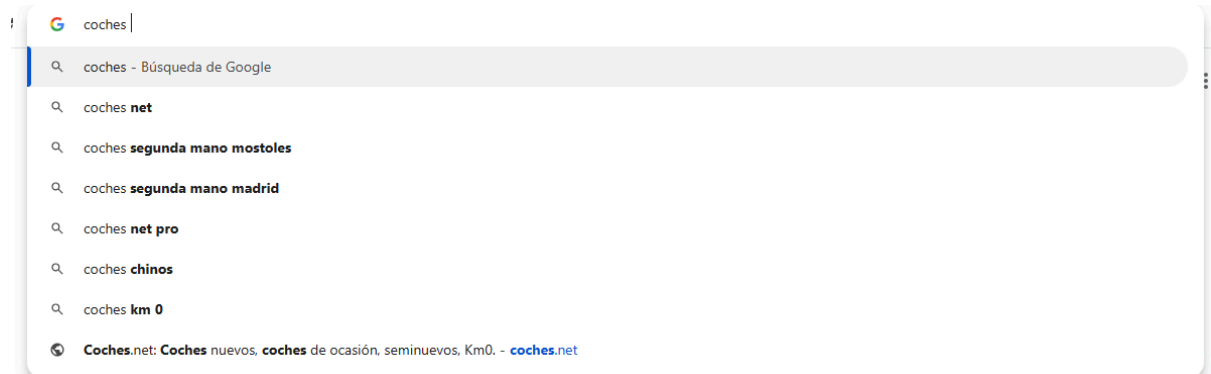 coches
coches - Búsqueda de Google
coches net
coches segunda mano mostoles
coches segunda mano madrid
coches net pro
coches chinos
coches km 0
Coches.net: Coches nuevos, coches de ocasión, seminuevos, Km0. - coches.net